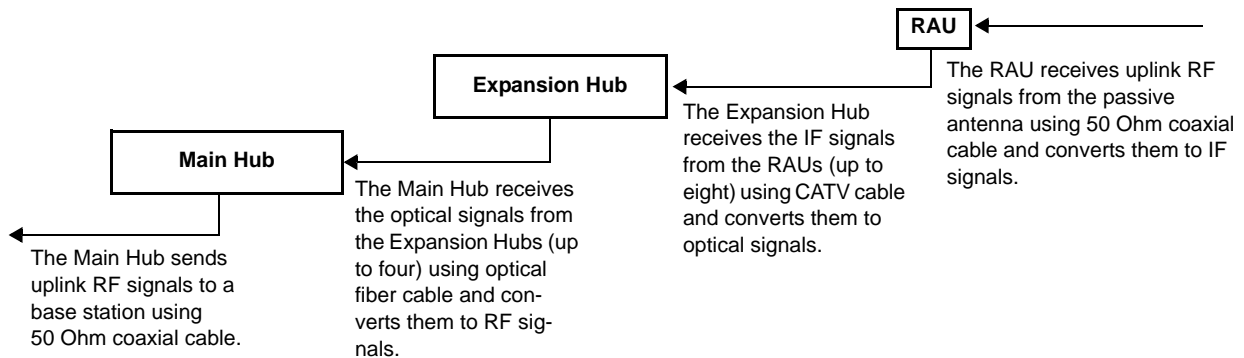 RAU
The RAU receives uplink RF
signals from the passive
antenna using 50 Ohm coaxial
cable and converts them to IF
signals.
Expansion Hub
The Expansion Hub
receives the IF signals
from the RAUs (up to
eight) using CATV cable
and converts them to
optical signals.
Main Hub
The Main Hub receives
the optical signals from
the Expansion Hubs (up
to four) using optical
fiber cable and con-
verts them to RF sig-
nals.
The Main Hub sends
uplink RF signals to a
base station using
50 Ohm coaxial cable.